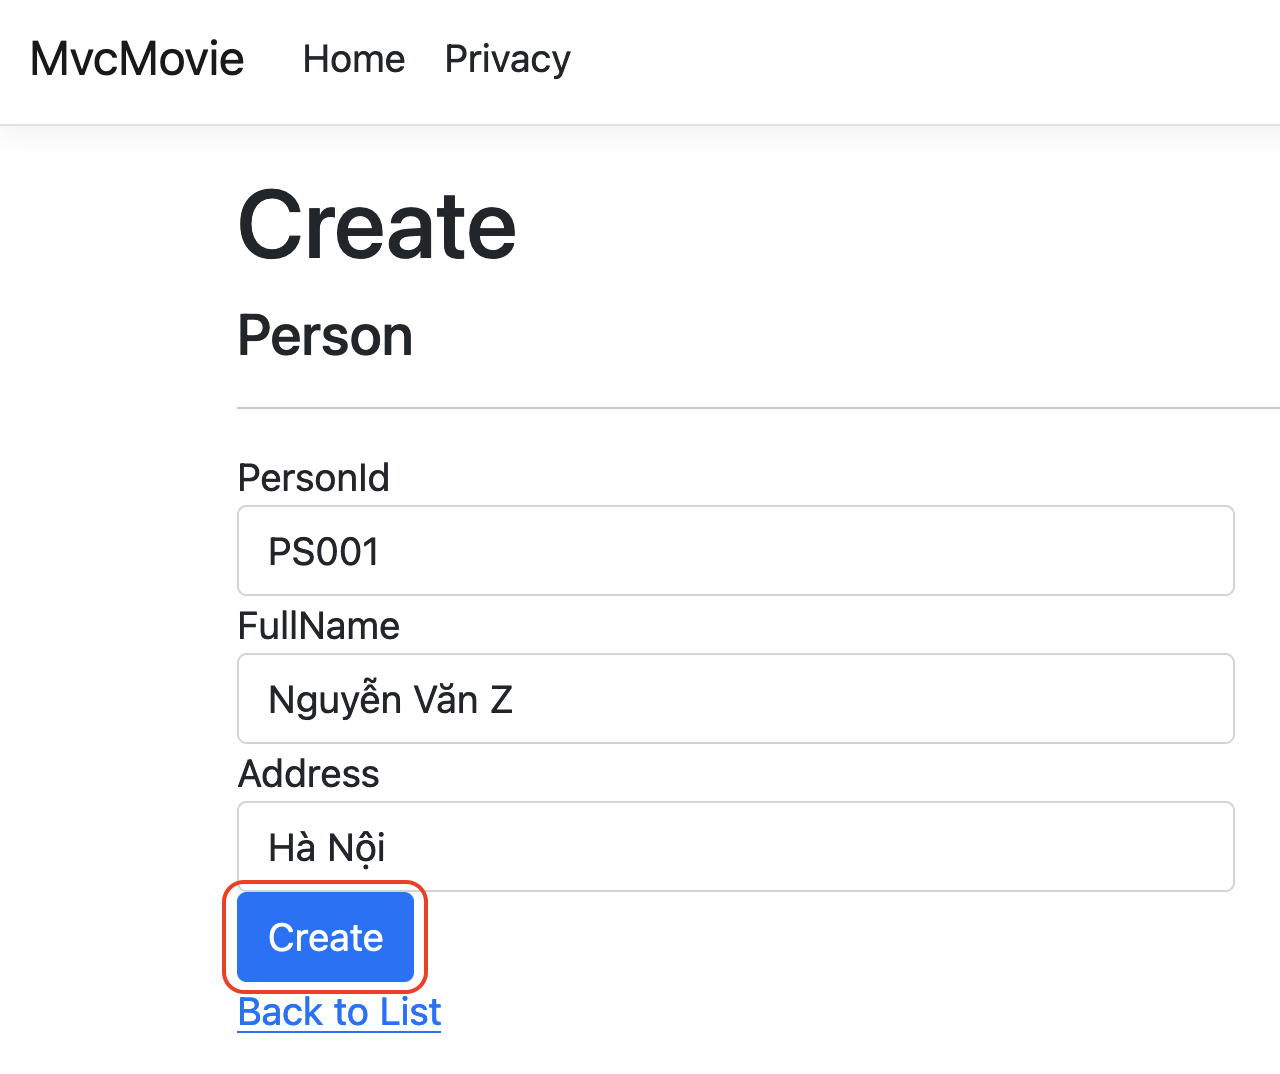 MvcMovie Home Privacy
Create
Person
PersonId
PS001
FullName
Nguyễn Văn Z
Address
Hà Nội
Create
Back to List